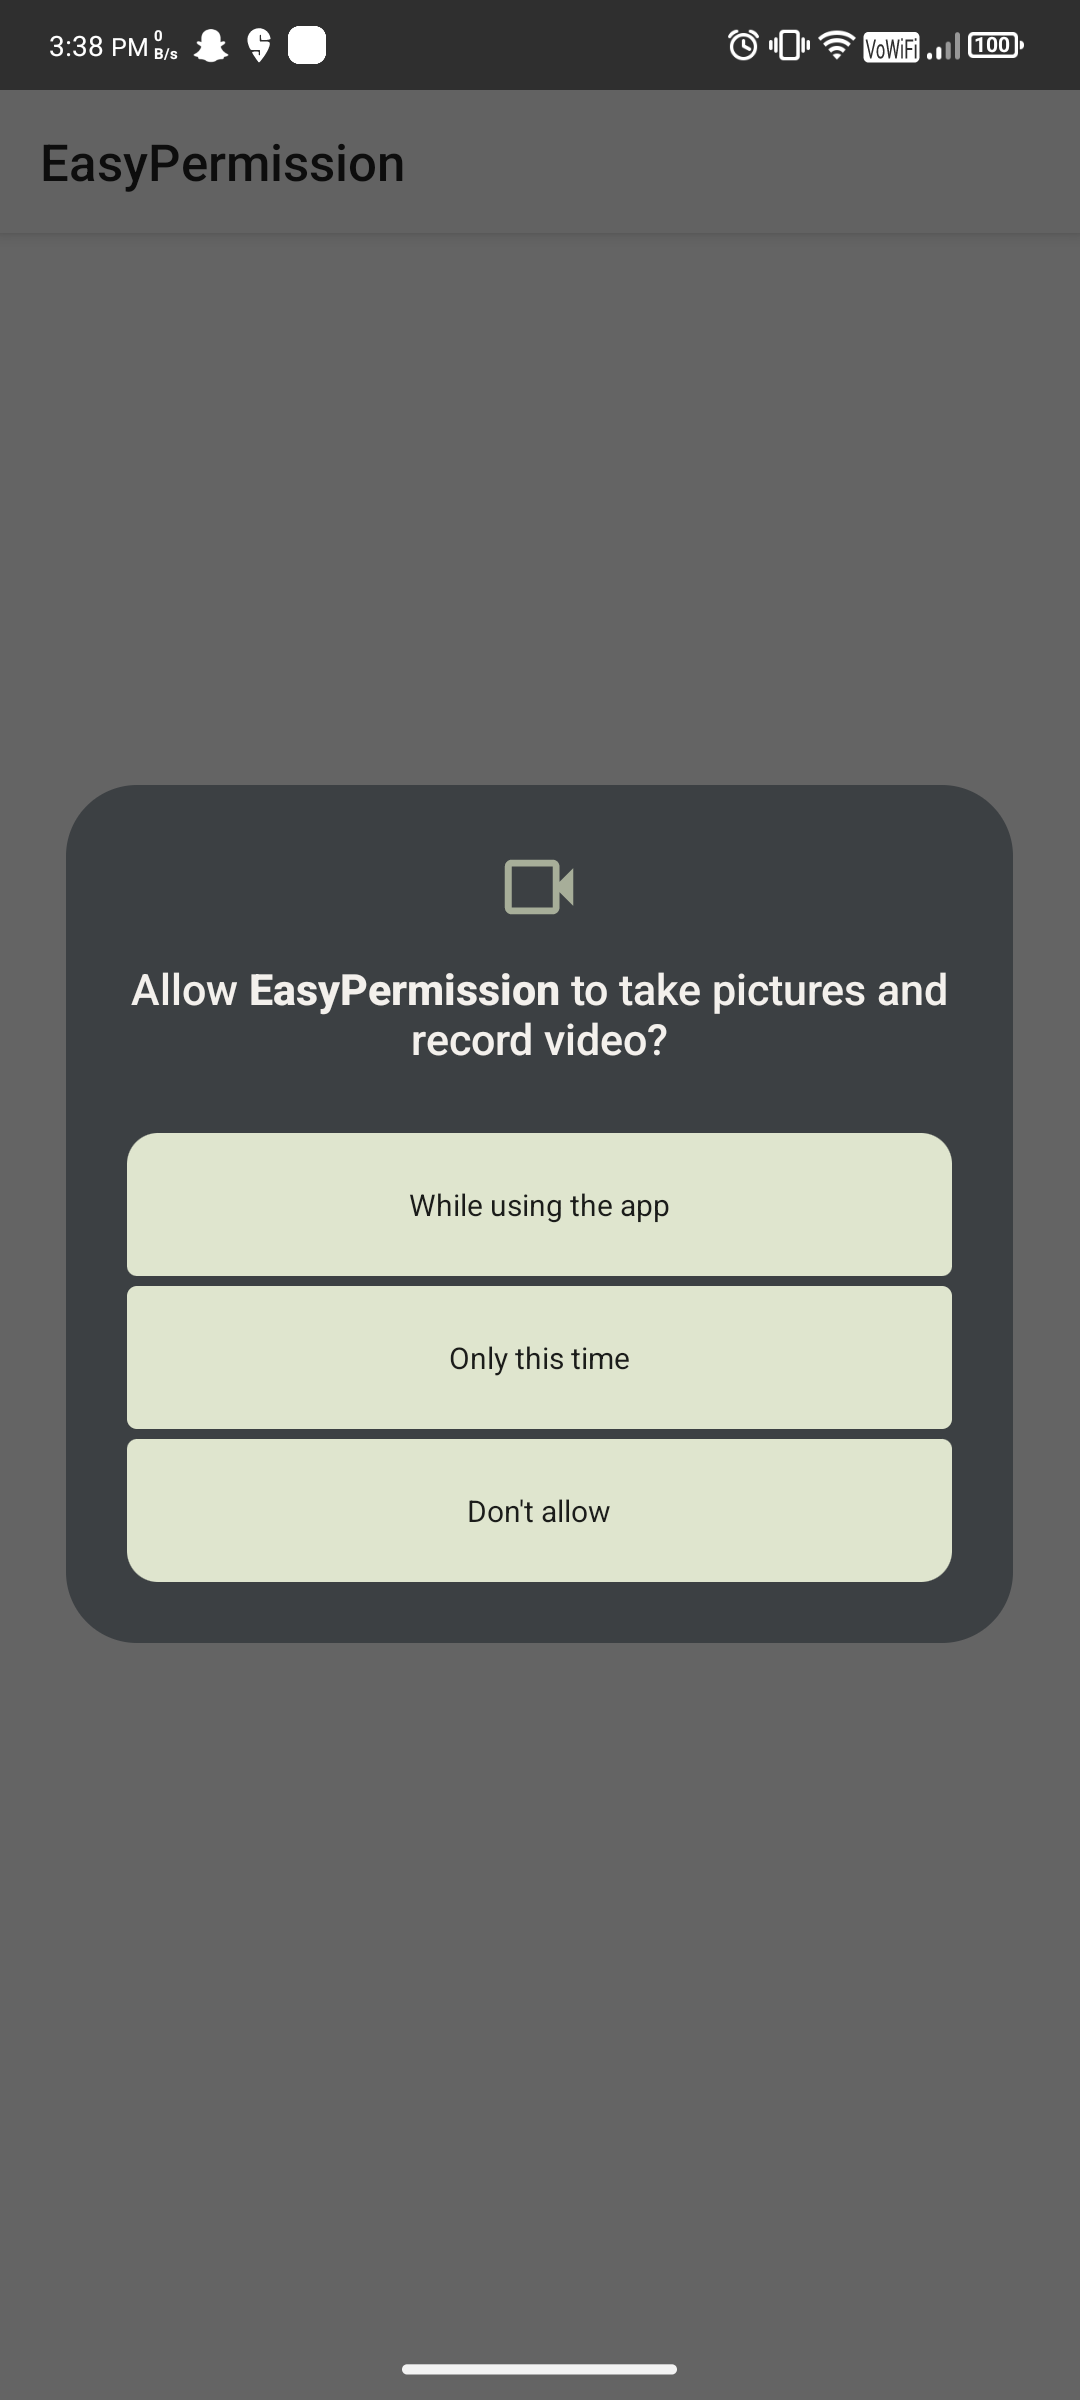 3:38 PM 0 B/s VoWiFi 100
EasyPermission
Allow EasyPermission to take pictures and
record video?
While using the app
Only this time
Don't allow